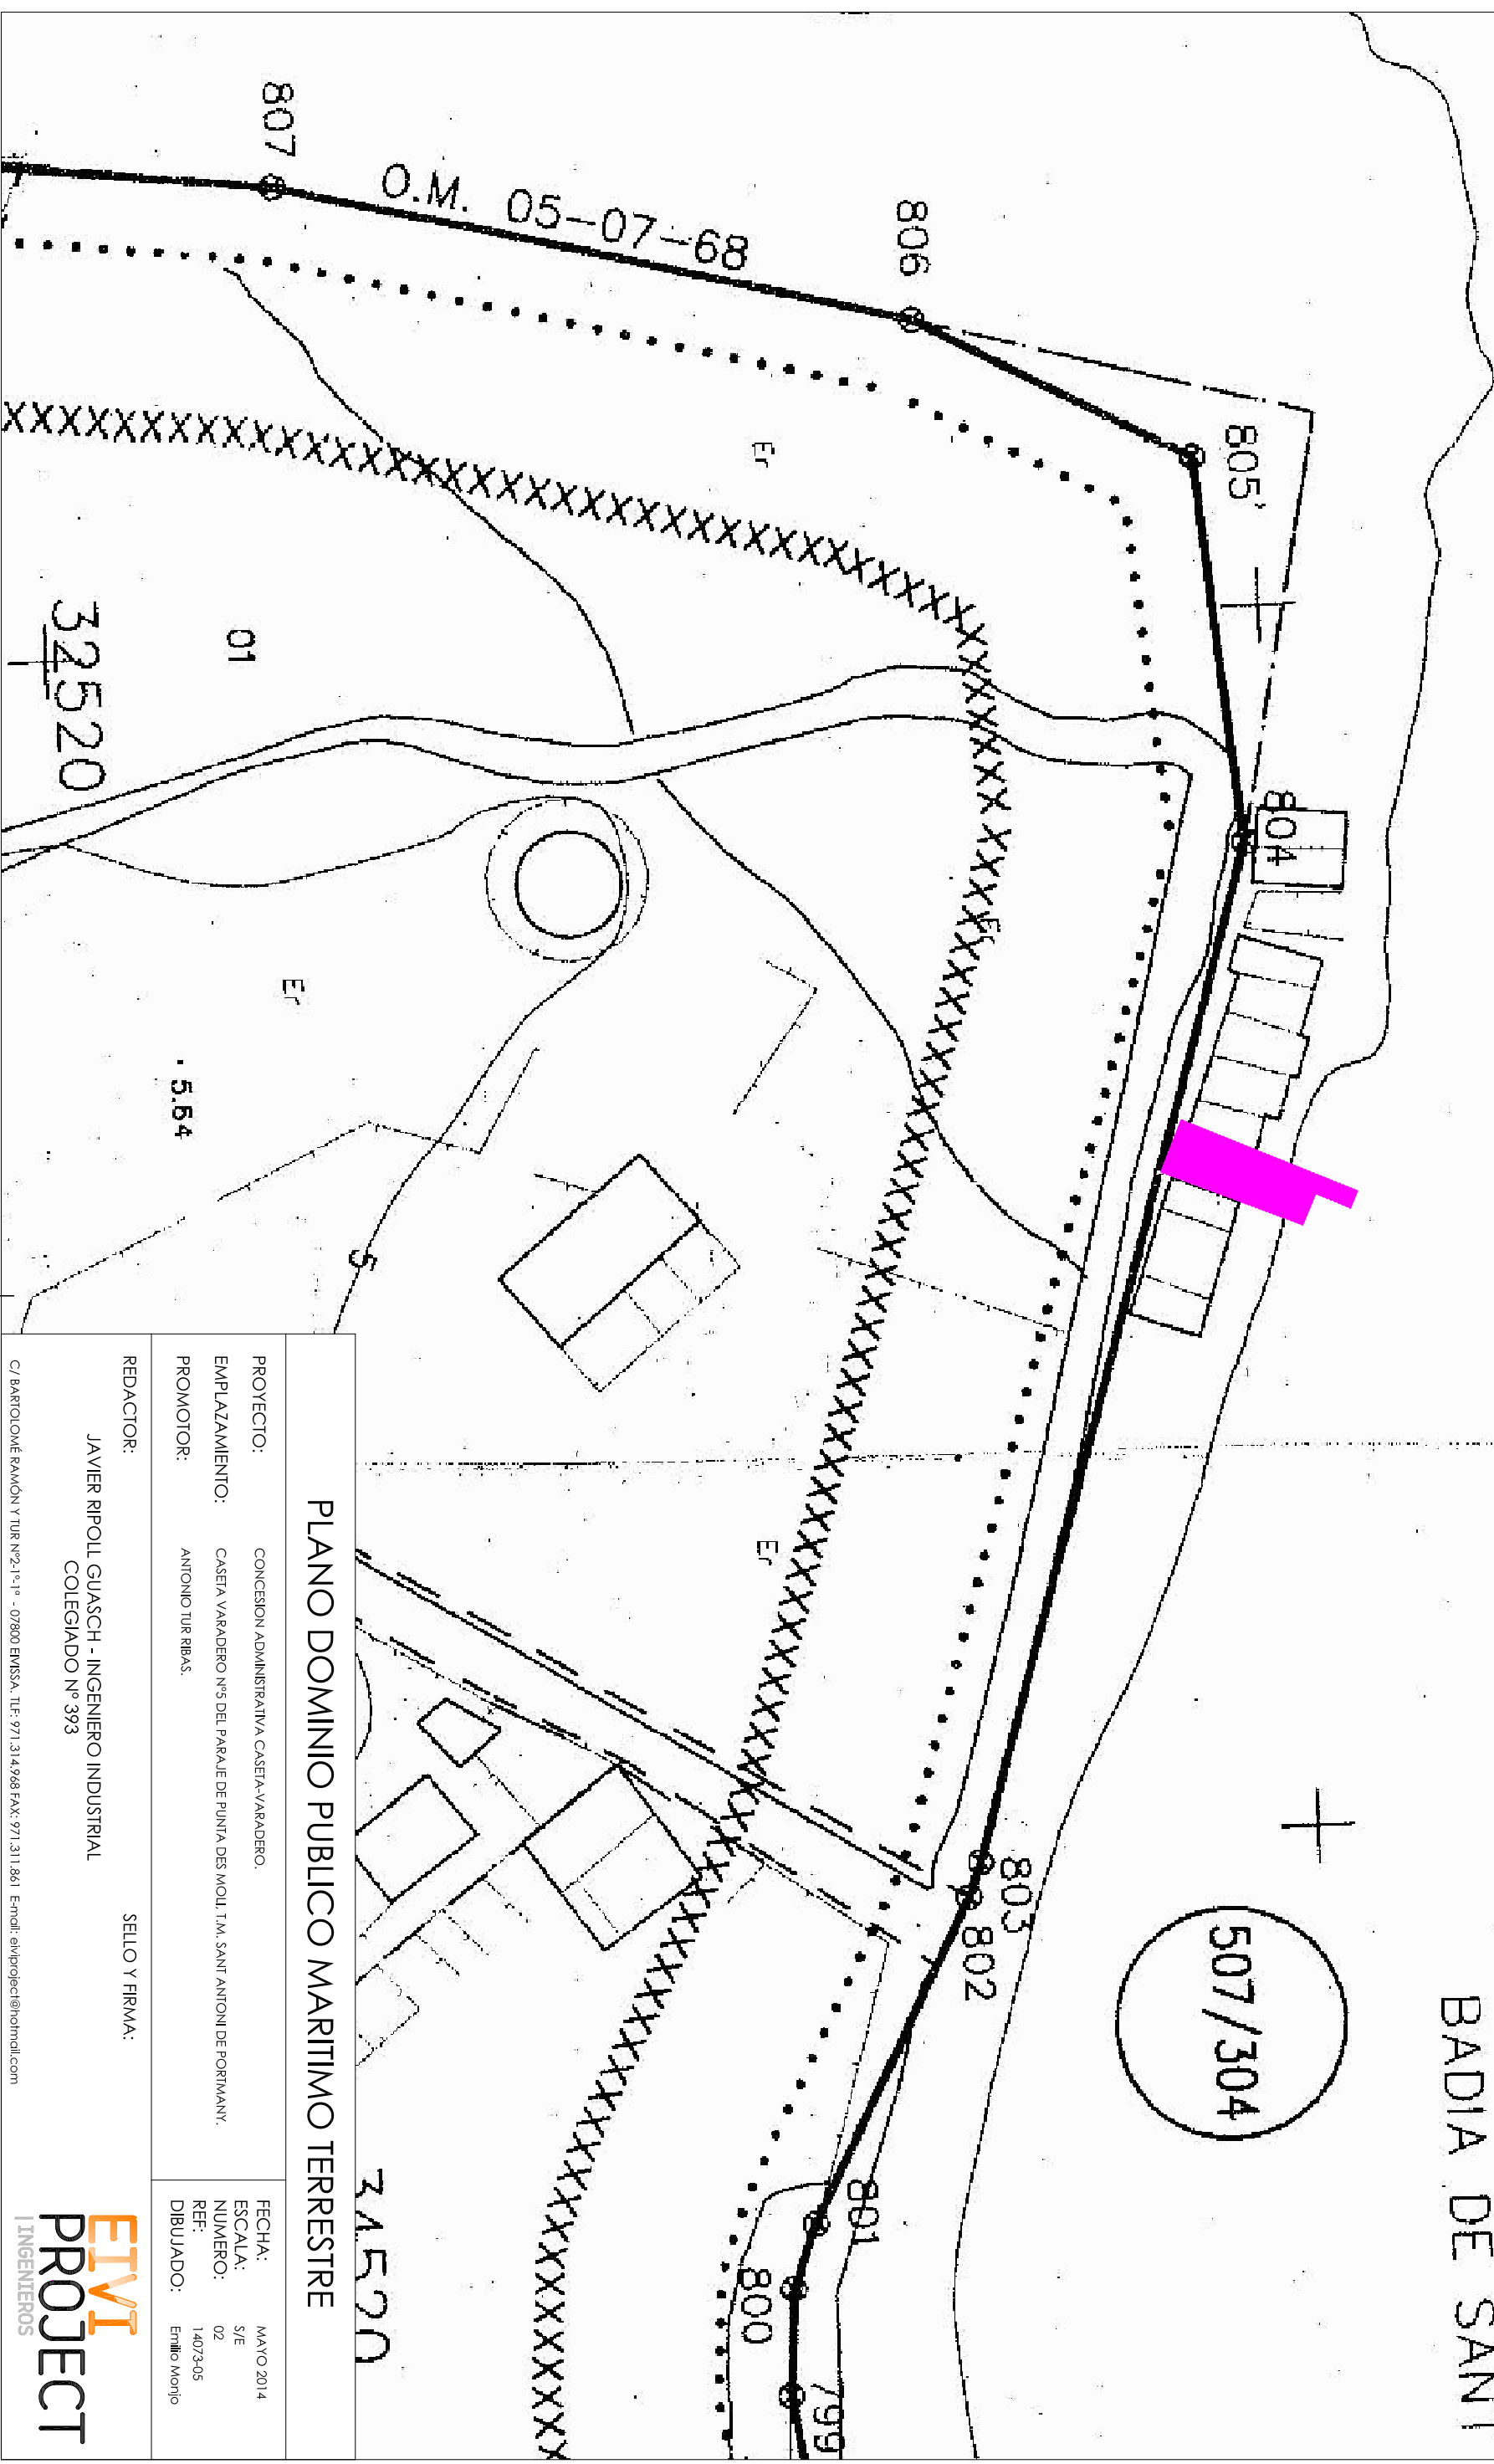 BADIA DE SANT
507/304
807
O.M. 05-07-68
806
805'
804
803
802
801
800
799
Er
Er
Er
Er
01
32520
34520
5.64
5
PLANO DOMINIO PUBLICO MARITIMO TERRESTRE
PROYECTO: CONCESION ADMINISTRATIVA CASETA-VARADERO.
EMPLAZAMIENTO: CASETA VARADERO Nº5 DEL PARAJE DE PUNTA DES MOLI, T.M. SANT ANTONI DE PORTMANY.
PROMOTOR: ANTONIO TUR RIBAS.
FECHA: MAYO 2014
ESCALA: S/E
NUMERO: 02
REF: 14073-05
DIBUJADO: Emilio Monjo
REDACTOR:
JAVIER RIPOLL GUASCH - INGENIERO INDUSTRIAL
COLEGIADO Nº 393
SELLO Y FIRMA:
C/ BARTOLOMÉ RAMÓN Y TUR Nº2-1º-1ª - 07800 EIVISSA. TLF: 971.314.968 FAX: 971.311.861 E-mail: eiviproject@hotmail.com
EIVI
PROJECT
| INGENIEROS